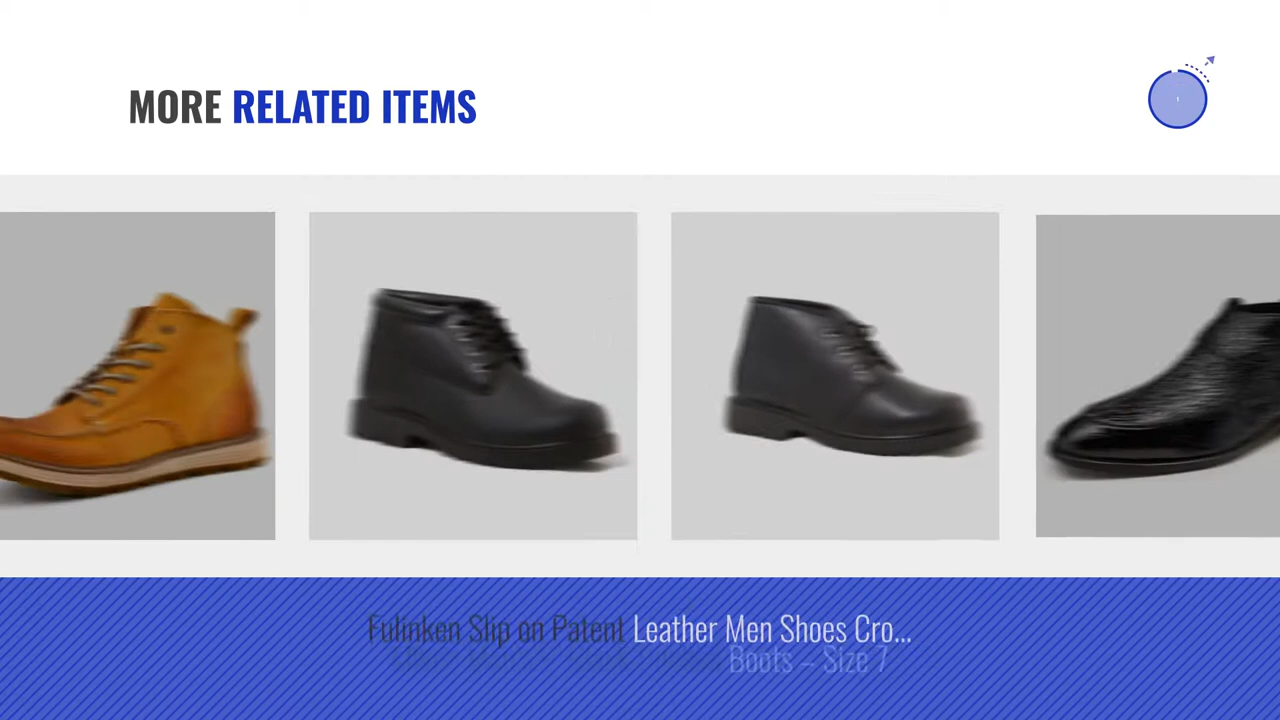 MORE RELATED ITEMS
Fulinken Slip on Patent Leather Men Shoes Cro...
Boots – Size 7